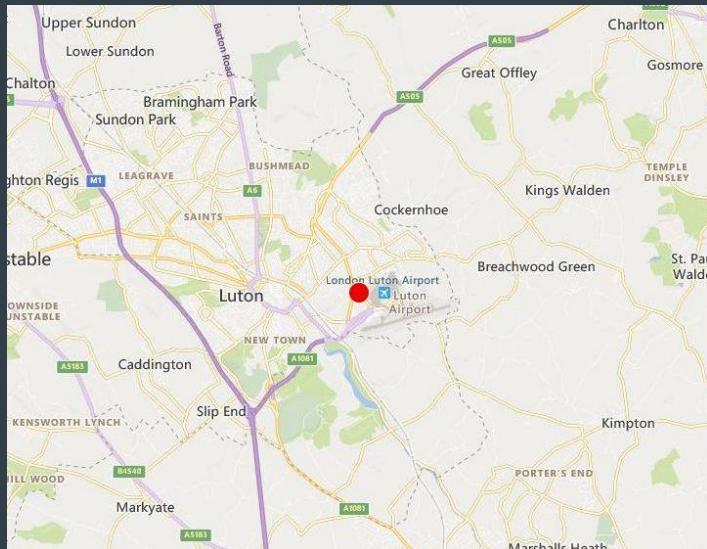 Upper Sundon
Lower Sundon
Barton Road
A505
Charlton
Gosmore
Great Offley
A505
Chalton
Bramingham Park
Sundon Park
BUSHMEAD
TEMPLE
DINSLEY
LEAGRAVE
ghton Regis
M1
A6
Kings Walden
SAINTS
Cockernhoe
stable
London Luton Airport
Luton
Airport
Breachwood Green
St. Pau
Walde
Luton
OWNSIDE
UNSTABLE
NEW TOWN
A1081
Caddington
A5183
Slip End
KENSWORTH LYNCH
Kimpton
B4540
HILL WOOD
PORTER'S END
Markyate
A1081
A5183
Marshalls Heath